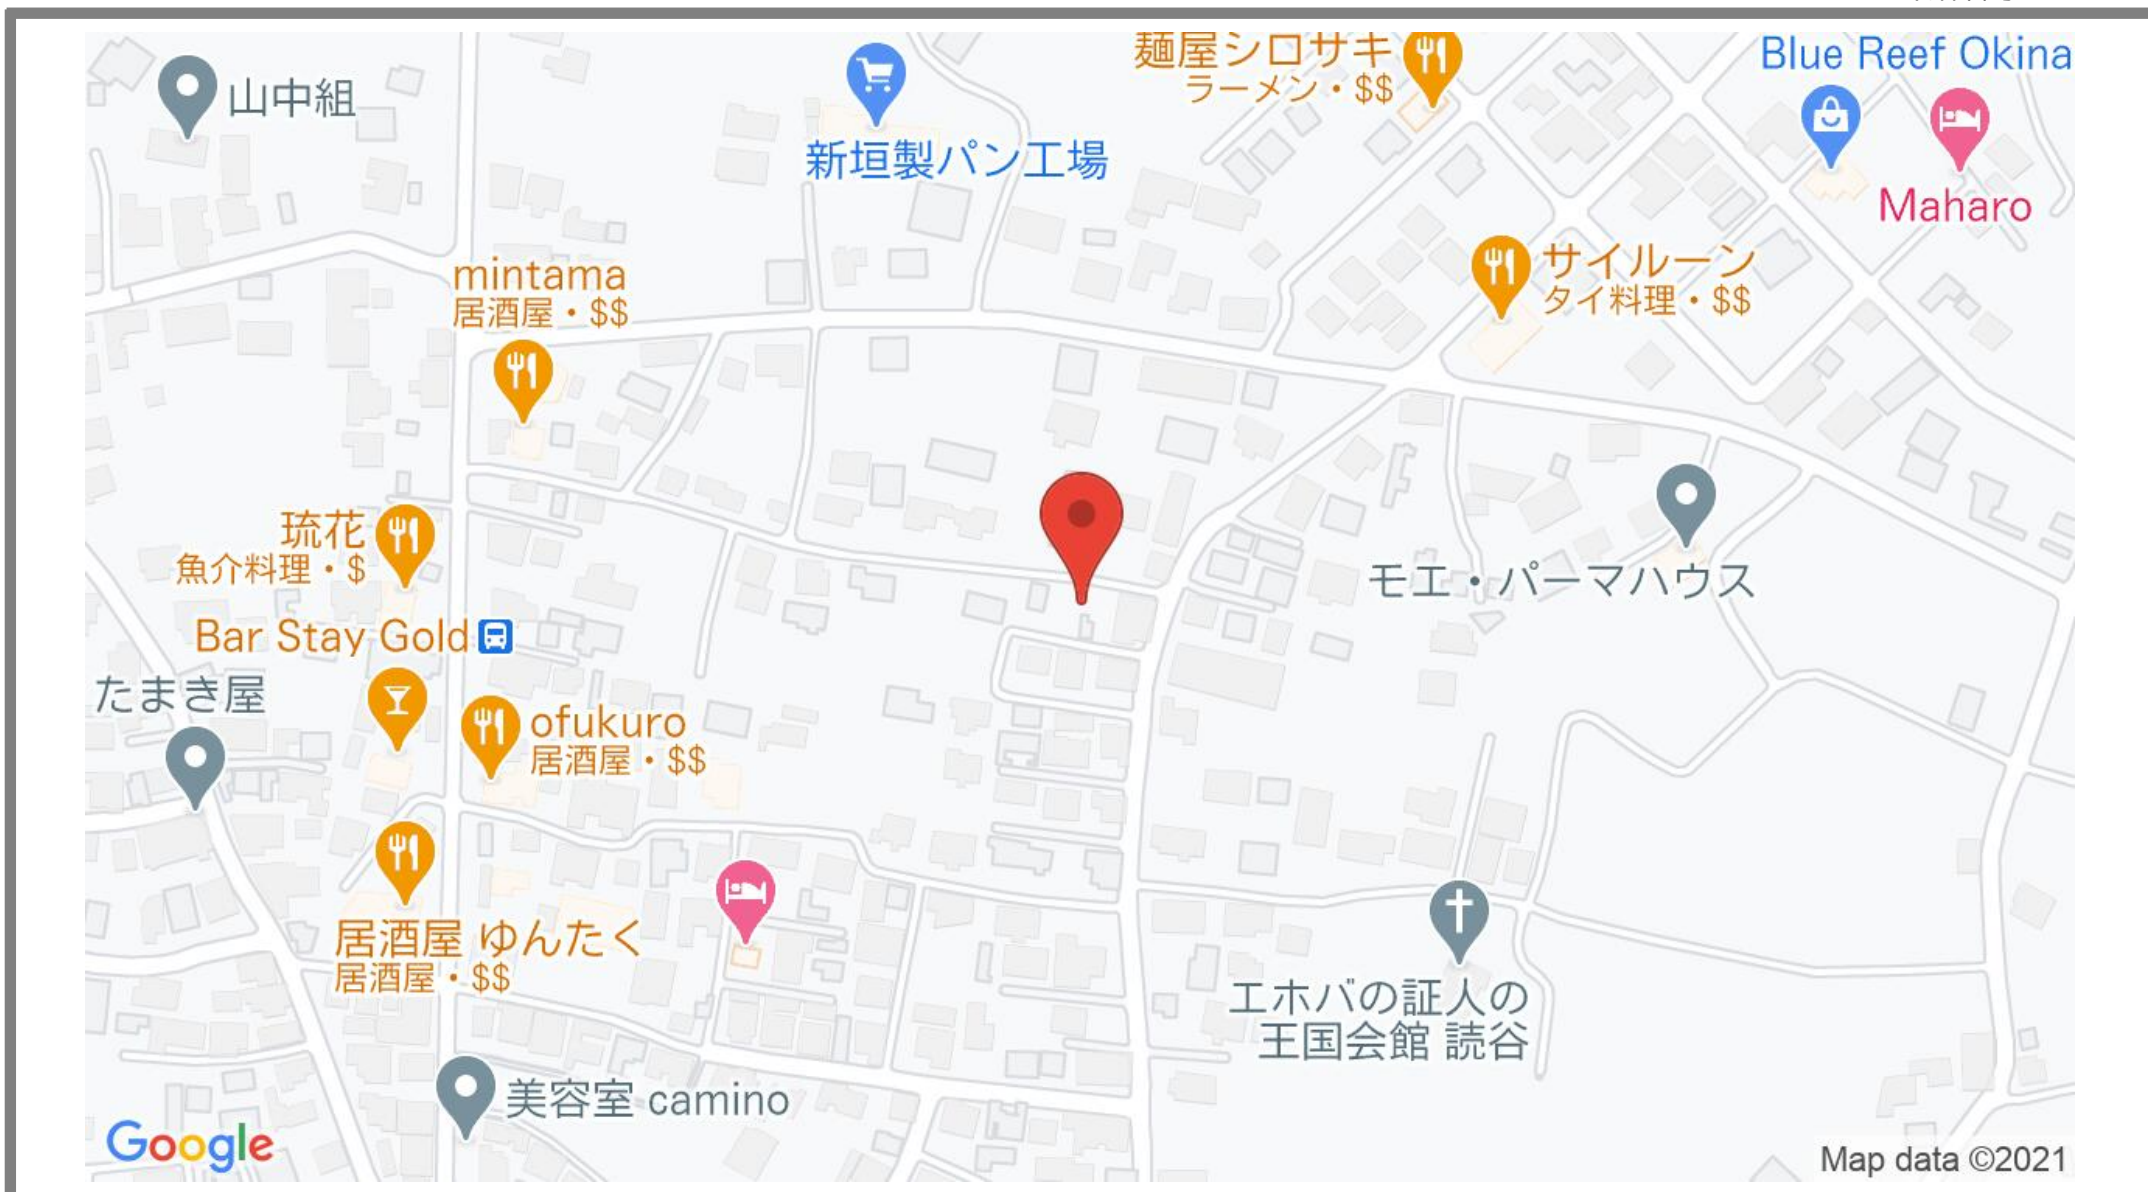 山中組
新垣製パン工場
麺屋シロサキ
ラーメン・$$
Blue Reef Okina
Maharo
mintama
居酒屋・$$
サイルーン
タイ料理・$$
琉花
魚介料理・$
モエ・パーマハウス
Bar Stay Gold
たまき屋
ofukuro
居酒屋・$$
居酒屋 ゆんたく
居酒屋・$$
エホバの証人の
王国会館 読谷
美容室 camino
Google
Map data ©2021